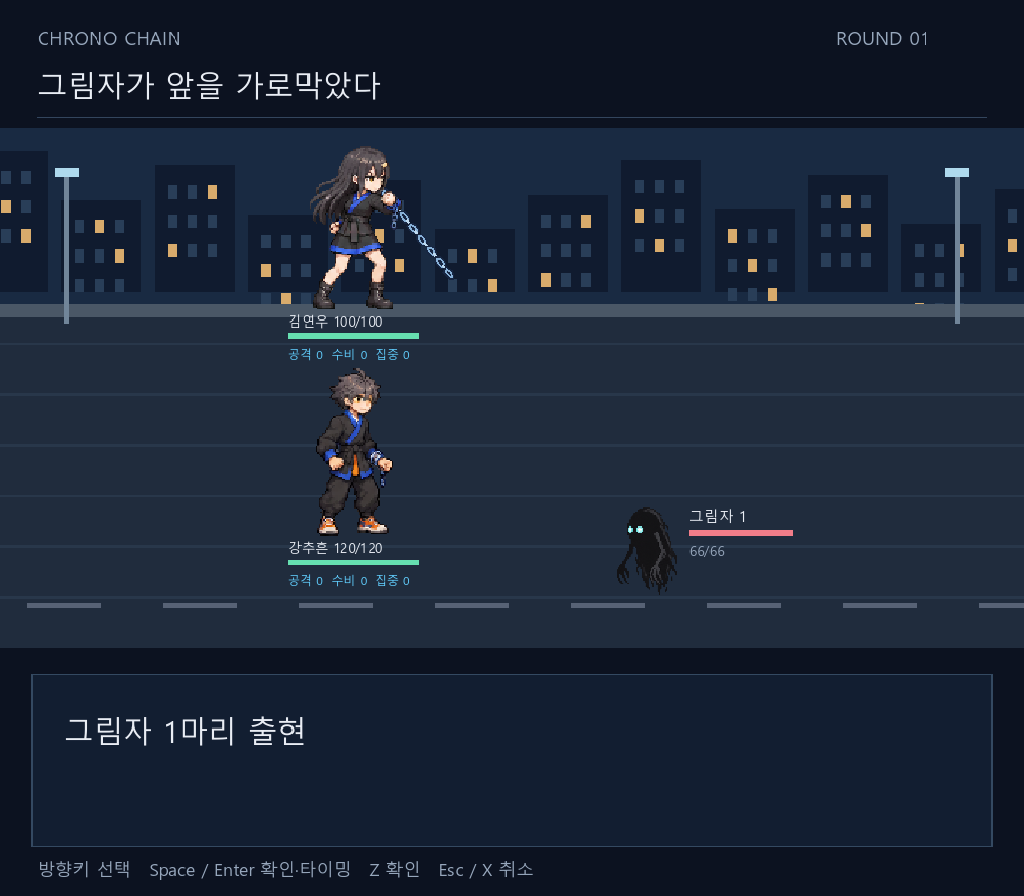 CHRONO CHAIN
ROUND 01
그림자가 앞을 가로막았다
김연우 100/100
공격 0 수비 0 집중 0
강추흔 120/120
공격 0 수비 0 집중 0
그림자 1
66/66
그림자 1마리 출현
방향키 선택 Space / Enter 확인·타이밍 Z 확인 Esc / X 취소